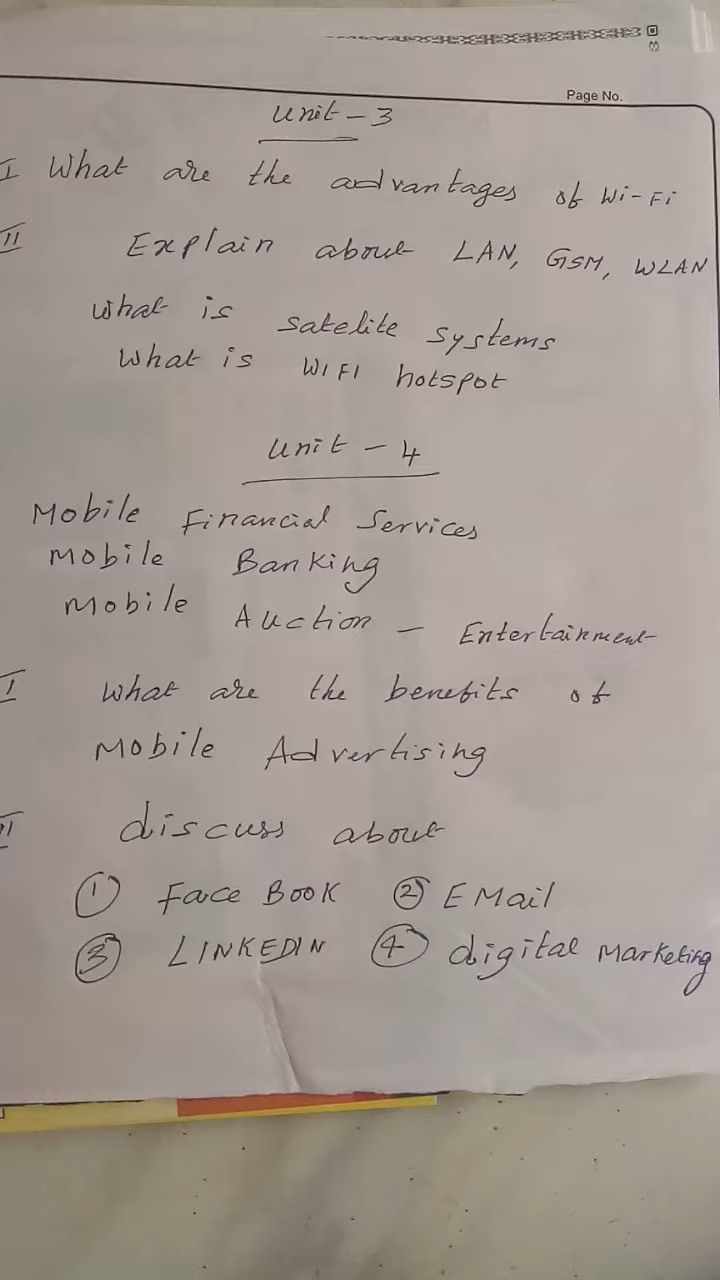 Page No.
Unit - 3
I What are the advantages of Wi-Fi
II Explain about LAN, GSM, WLAN
What is satelite systems
What is WIFI hotspot
Unit - 4
Mobile Financial Services
Mobile Banking
Mobile Auction - Entertainment
I What are the benefits of
Mobile Advertising
II discuss about
① Face Book ② EMail
③ LINKEDIN ④ digital Marketing